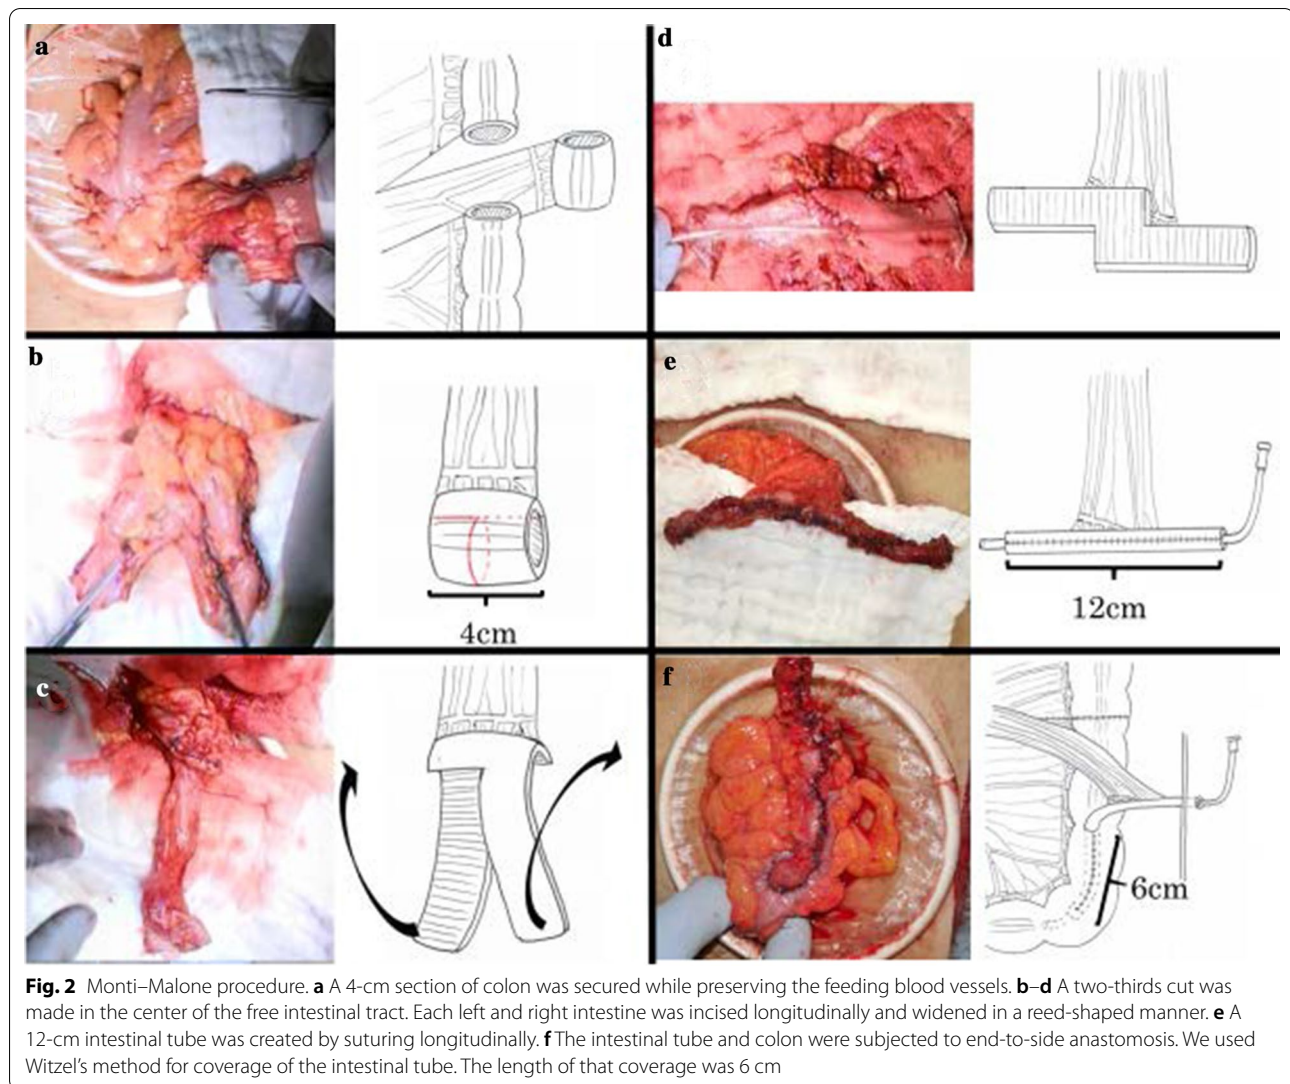 a
d
b
4cm
e
12cm
c
f
6cm
Fig. 2 Monti–Malone procedure. a A 4-cm section of colon was secured while preserving the feeding blood vessels. b–d A two-thirds cut was
made in the center of the free intestinal tract. Each left and right intestine was incised longitudinally and widened in a reed-shaped manner. e A
12-cm intestinal tube was created by suturing longitudinally. f The intestinal tube and colon were subjected to end-to-side anastomosis. We used
Witzel’s method for coverage of the intestinal tube. The length of that coverage was 6 cm